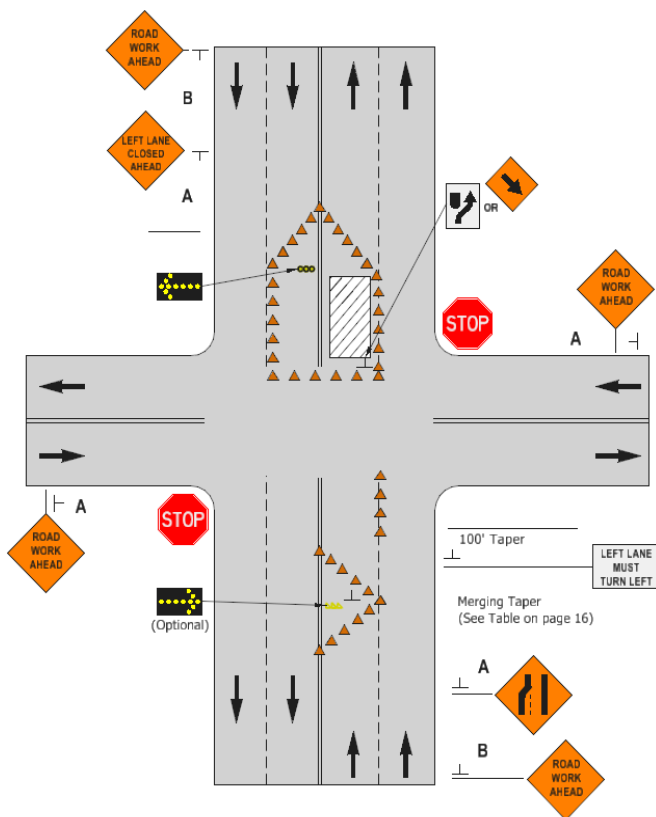 ROAD
WORK
AHEAD
B
LEFT LANE
CLOSED
AHEAD
A
OR
ROAD
WORK
AHEAD
A
STOP
A
STOP
ROAD
WORK
AHEAD
100' Taper
LEFT LANE
MUST
TURN LEFT
(Optional)
Merging Taper
(See Table on page 16)
A
B
ROAD
WORK
AHEAD